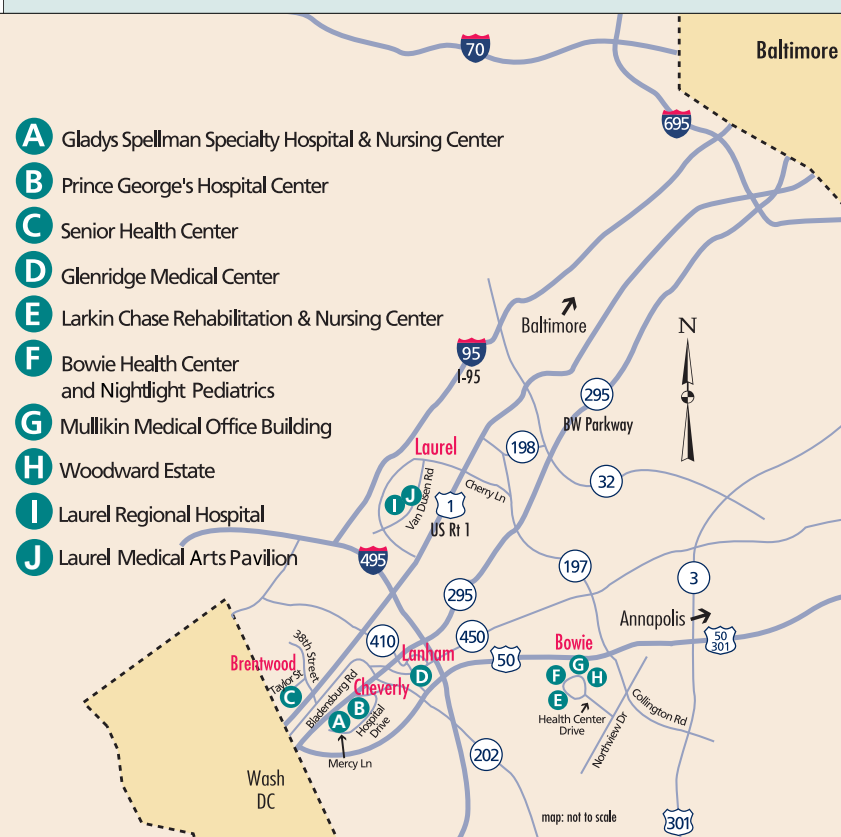 70
Baltimore
695
A Gladys Spellman Specialty Hospital & Nursing Center
B Prince George's Hospital Center
C Senior Health Center
D Glenridge Medical Center
E Larkin Chase Rehabilitation & Nursing Center
F Bowie Health Center
and Nightlight Pediatrics
G Mullikin Medical Office Building
H Woodward Estate
I Laurel Regional Hospital
J Laurel Medical Arts Pavilion
Baltimore
N
95
I-95
295
BW Parkway
Laurel
198
32
Cherry Ln
Van Dusen Rd
I
J
1
US Rt 1
495
197
3
295
410
450
Annapolis
50
301
38th Street
Brentwood
Taylor St
C
Bladensburg Rd
Lanham
D
50
Bowie
F
G
H
E
Cheverly
A
B
Hospital
Drive
Mercy Ln
Health Center
Drive
Northview Dr
Collington Rd
202
Wash
DC
map: not to scale
301